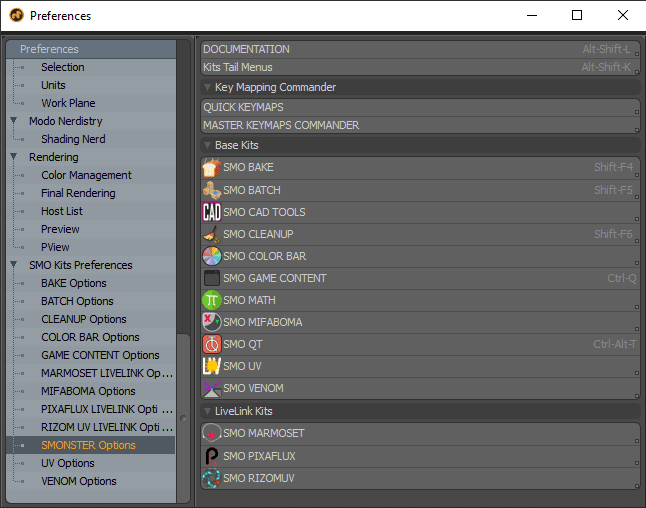 Preferences
Preferences
Selection
Units
Work Plane
Modo Nerdistry
Shading Nerd
Rendering
Color Management
Final Rendering
Host List
Preview
PView
SMO Kits Preferences
BAKE Options
BATCH Options
CLEANUP Options
COLOR BAR Options
GAME CONTENT Options
MARMOSET LIVELINK Op...
MIFABOMA Options
PIXAFLUX LIVELINK Opti ...
RIZOM UV LIVELINK Opti ...
SMONSTER Options
UV Options
VENOM Options
DOCUMENTATION Alt-Shift-L
Kits Tail Menus Alt-Shift-K
Key Mapping Commander
QUICK KEYMAPS
MASTER KEYMAPS COMMANDER
Base Kits
SMO BAKE Shift-F4
SMO BATCH Shift-F5
CAD SMO CAD TOOLS
SMO CLEANUP Shift-F6
SMO COLOR BAR
SMO GAME CONTENT Ctrl-Q
π SMO MATH
X SMO MIFABOMA
SMO QT Ctrl-Alt-T
UV SMO UV
SMO VENOM
LiveLink Kits
SMO MARMOSET
SMO PIXAFLUX
SMO RIZOMUV